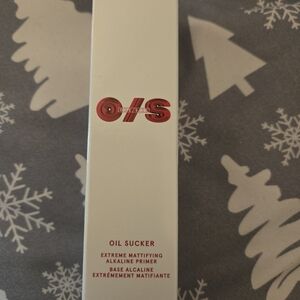 O/S
OIL SUCKER
EXTREME MATTIFYING
ALKALINE PRIMER
BASE ALCALINE
EXTRÊMEMENT MATIFIANTE